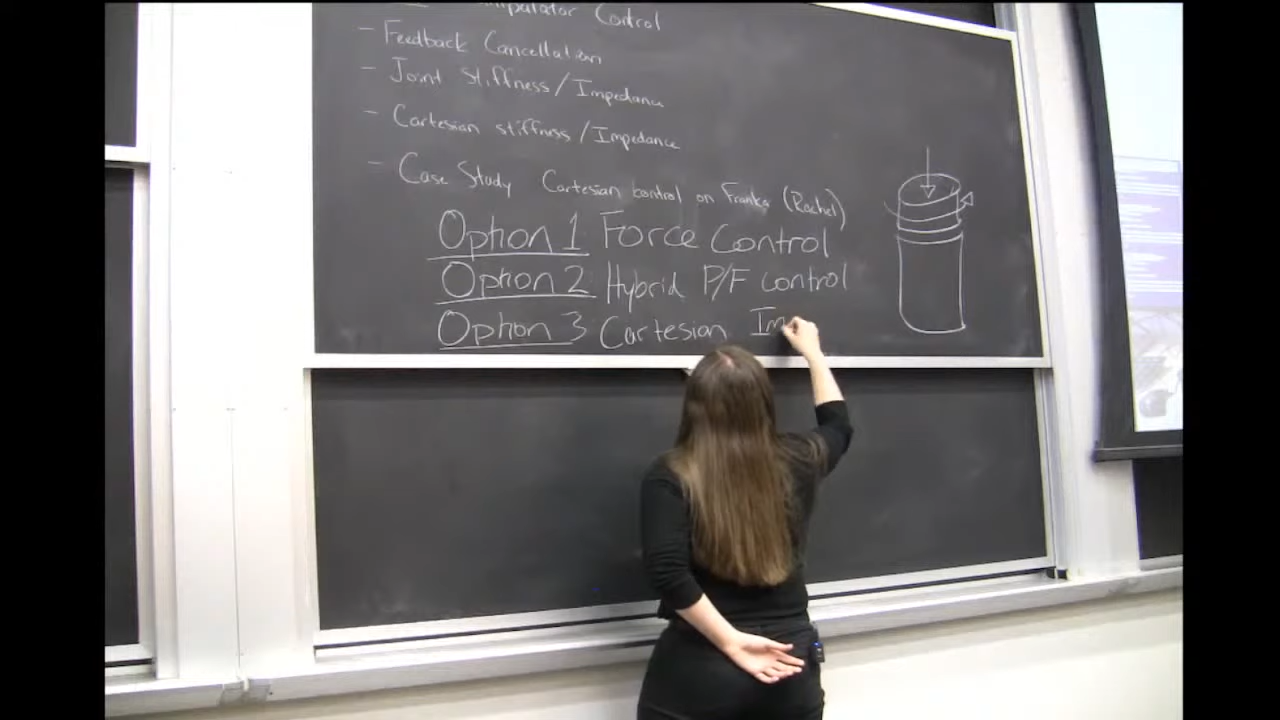 Control
- Feedback Cancellation
- Joint Stiffness/Impedance
- Cartesian stiffness/Impedance
- Case Study Cartesian control on Franka (Rachel)
Option 1 Force Control
Option 2 Hybrid P/F control
Option 3 Cartesian Im